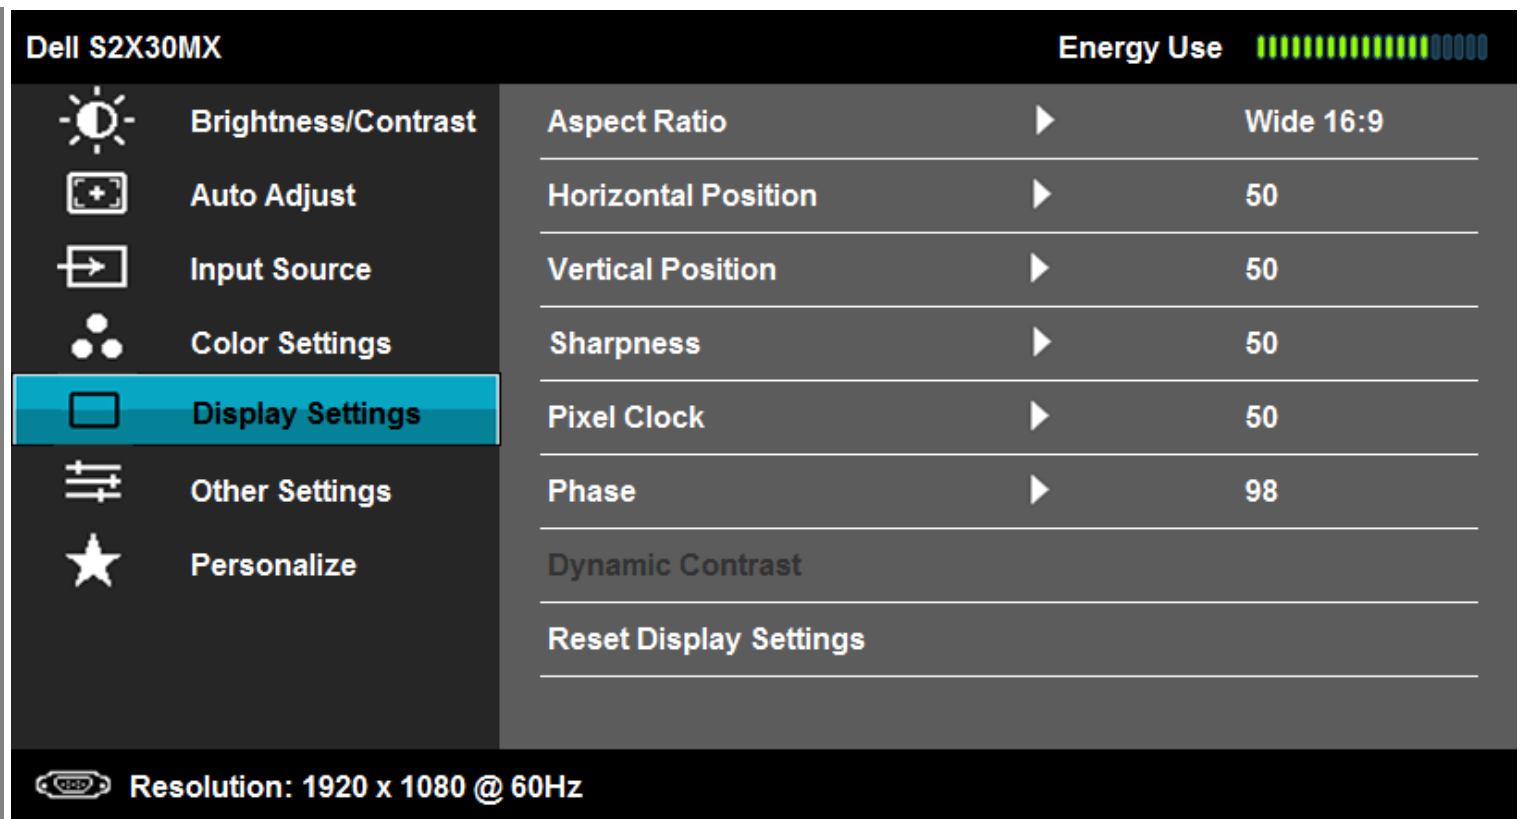 Dell S2X30MX Energy Use
Brightness/Contrast Aspect Ratio Wide 16:9
Auto Adjust Horizontal Position 50
Input Source Vertical Position 50
Color Settings Sharpness 50
Display Settings Pixel Clock 50
Other Settings Phase 98
Personalize Dynamic Contrast
Reset Display Settings
Resolution: 1920 x 1080 @ 60Hz